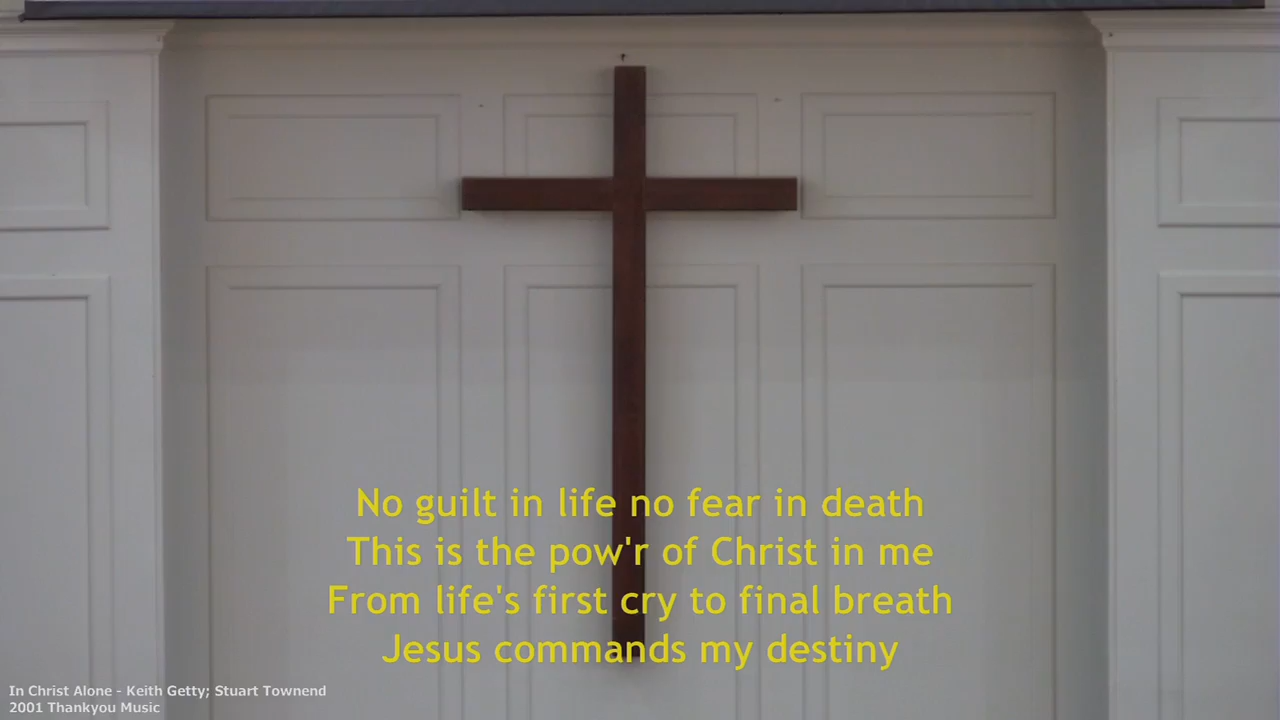 No guilt in life no fear in death
This is the pow'r of Christ in me
From life's first cry to final breath
Jesus commands my destiny
In Christ Alone - Keith Getty; Stuart Townend
2001 Thankyou Music